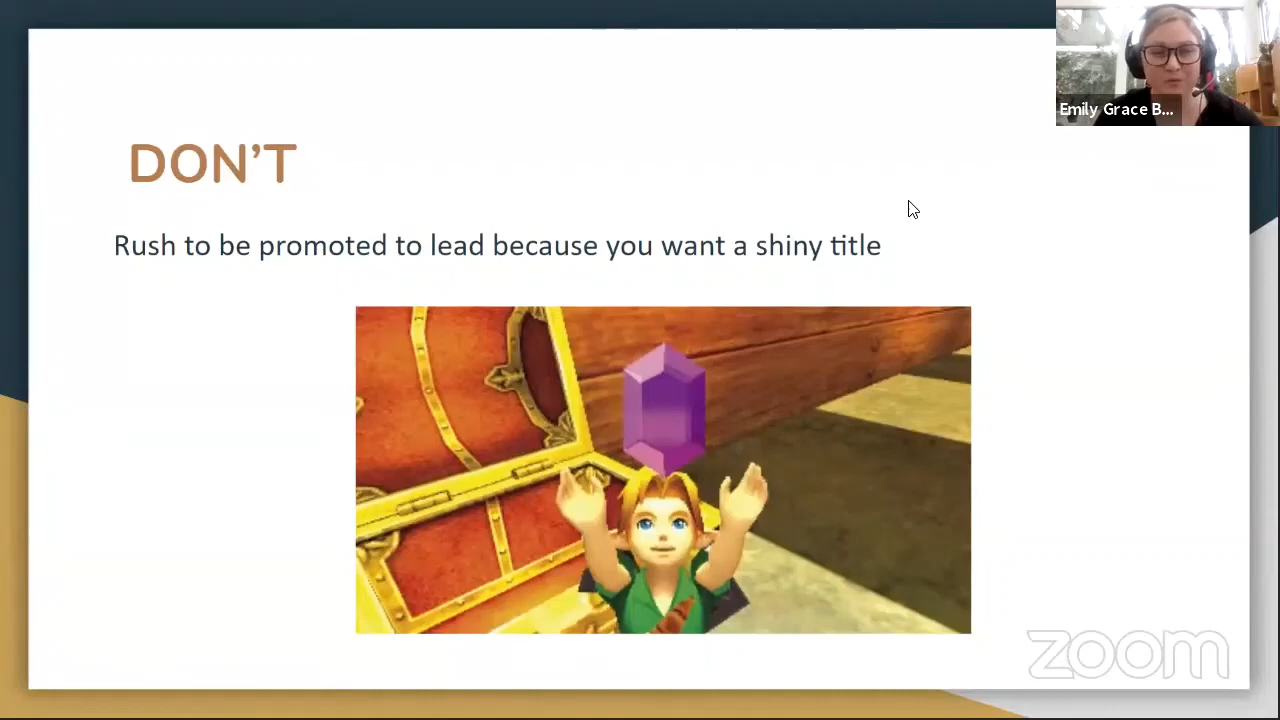 Emily Grace B...
DON'T
Rush to be promoted to lead because you want a shiny title
zoom